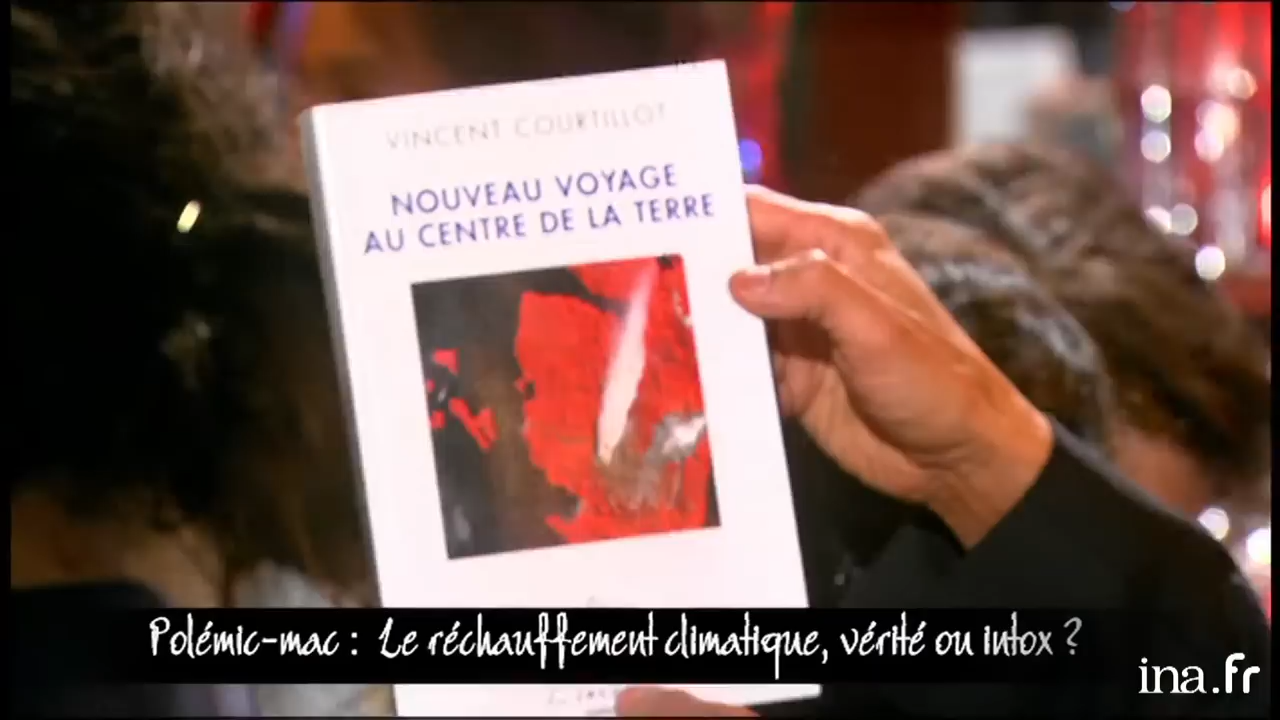 VINCENT COURTILLOT
NOUVEAU VOYAGE
AU CENTRE DE LA TERRE
Polémic-mac : Le réchauffement climatique, vérité ou intox ?
ina.fr